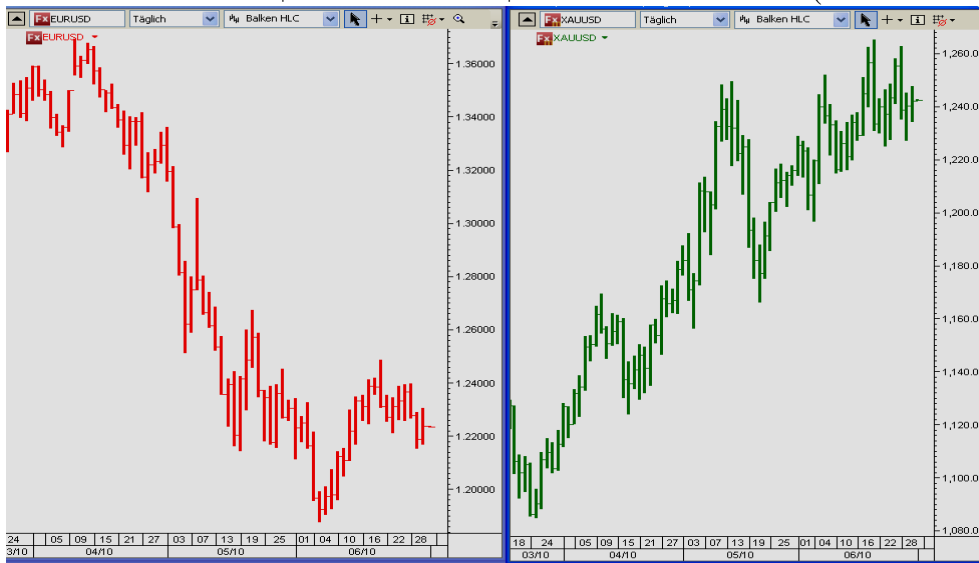 Fx EURUSD Täglich Balken HLC
Fx EURUSD
1.36000
1.34000
1.32000
1.30000
1.28000
1.26000
1.24000
1.22000
1.20000
24 05 09 15 21 27 03 07 13 19 25 01 04 10 16 22 28
3/10 04/10 05/10 06/10
Fx XAUUSD Täglich Balken HLC
Fx XAUUSD
1,260.0
1,240.0
1,220.0
1,200.0
1,180.0
1,160.0
1,140.0
1,120.0
1,100.0
1,080.0
18 24 05 09 15 21 27 03 07 13 19 25 01 04 10 16 22 28
03/10 04/10 05/10 06/10